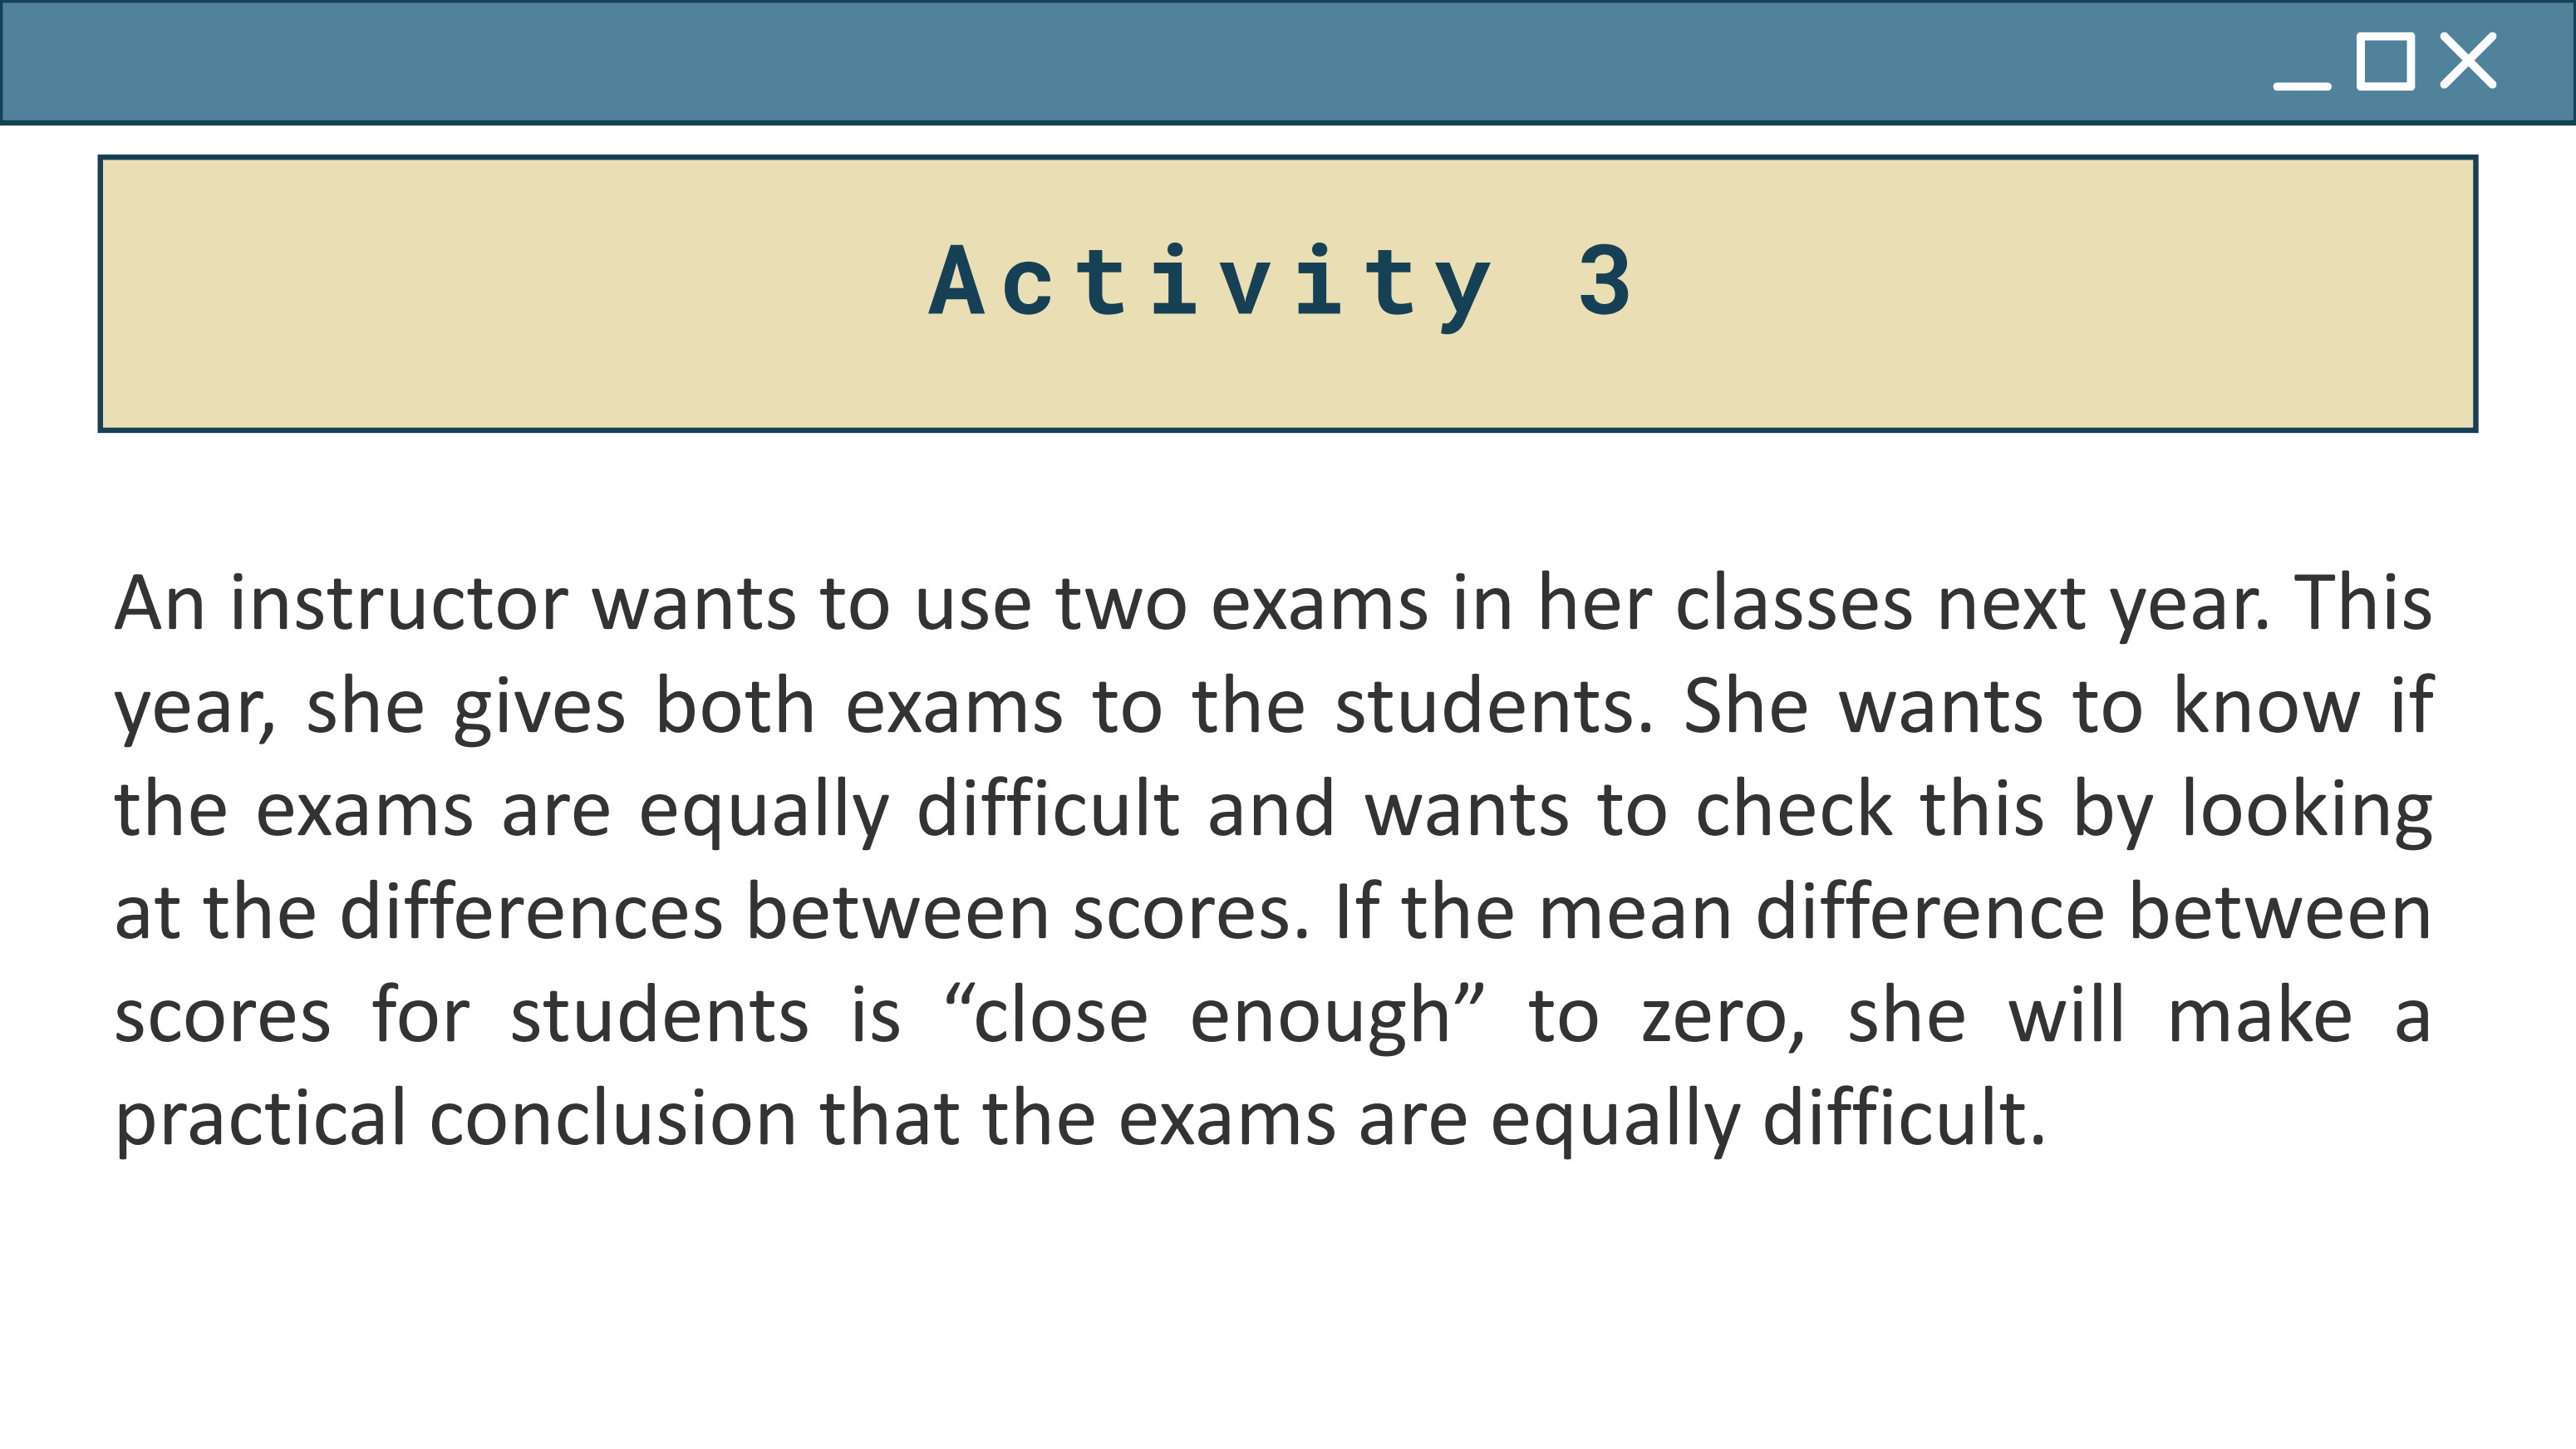 Activity 3
An instructor wants to use two exams in her classes next year. This
year, she gives both exams to the students. She wants to know if
the exams are equally difficult and wants to check this by looking
at the differences between scores. If the mean difference between
scores for students is “close enough” to zero, she will make a
practical conclusion that the exams are equally difficult.